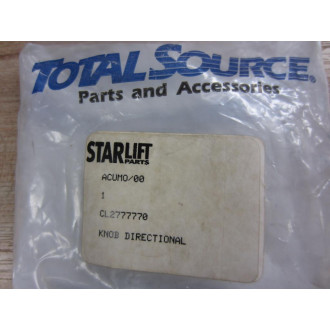 TOTAL SOURCE®
Parts and Accessories
STARLIFT
PARTS
ACUMO/00
1
CL2777770
KNOB DIRECTIONAL